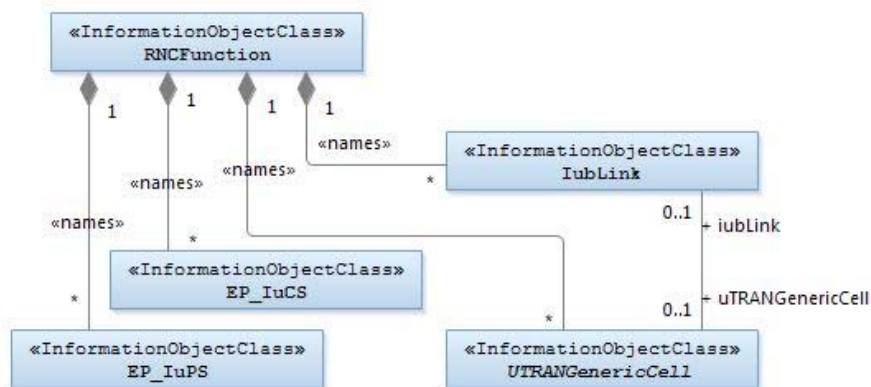 «InformationObjectClass»
RNCFunction
1
1
1
1
«names»
«InformationObjectClass»
IubLink
*
«names»
«names»
«names»
0..1
+ iubLink
*
«InformationObjectClass»
EP_IuCS
*
+ uTRANGenericCell
0..1
*
«InformationObjectClass»
EP_IuPS
«InformationObjectClass»
UTRANGenericCell